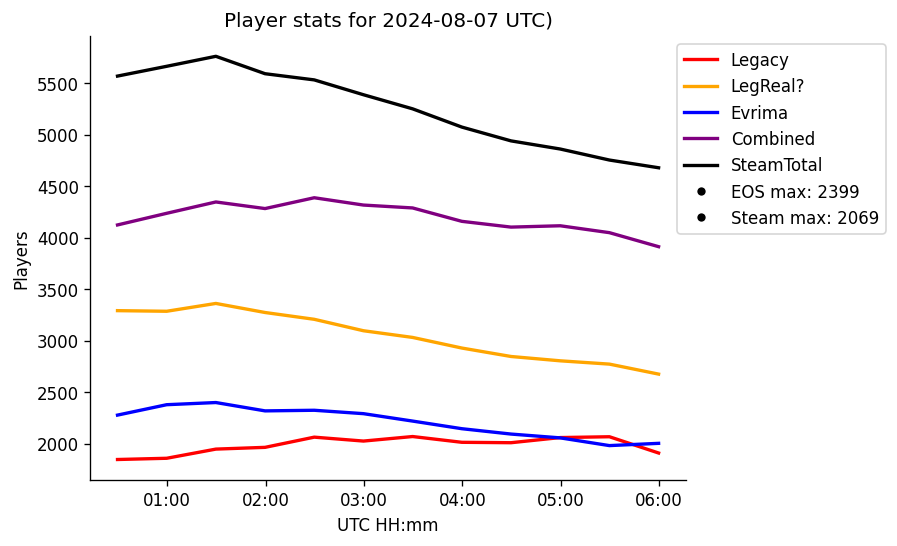 Player stats for 2024-08-07 UTC)
Legacy
LegReal?
Evrima
Combined
SteamTotal
EOS max: 2399
Steam max: 2069
Players
5500
5000
4500
4000
3500
3000
2500
2000
01:00 02:00 03:00 04:00 05:00 06:00
UTC HH:mm